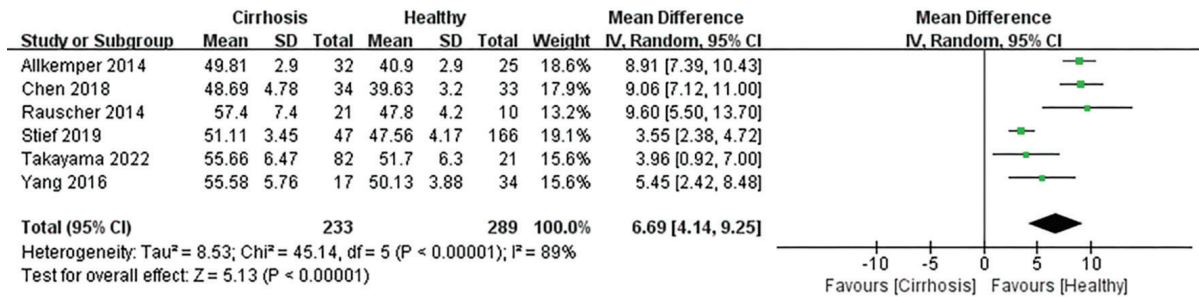 Cirrhosis Healthy Mean Difference Mean Difference
Study or Subgroup Mean SD Total Mean SD Total Weight IV, Random, 95% CI IV, Random, 95% CI
Allkemper 2014 49.81 2.9 32 40.9 2.9 25 18.6% 8.91 [7.39, 10.43]
Chen 2018 48.69 4.78 34 39.63 3.2 33 17.9% 9.06 [7.12, 11.00]
Rauscher 2014 57.4 7.4 21 47.8 4.2 10 13.2% 9.60 [5.50, 13.70]
Stief 2019 51.11 3.45 47 47.56 4.17 166 19.1% 3.55 [2.38, 4.72]
Takayama 2022 55.66 6.47 82 51.7 6.3 21 15.6% 3.96 [0.92, 7.00]
Yang 2016 55.58 5.76 17 50.13 3.88 34 15.6% 5.45 [2.42, 8.48]
Total (95% CI) 233 289 100.0% 6.69 [4.14, 9.25]
Heterogeneity: Tau² = 8.53; Chi² = 45.14, df = 5 (P < 0.00001); I² = 89%
Test for overall effect: Z = 5.13 (P < 0.00001)
-10 -5 0 5 10
Favours [Cirrhosis] Favours [Healthy]